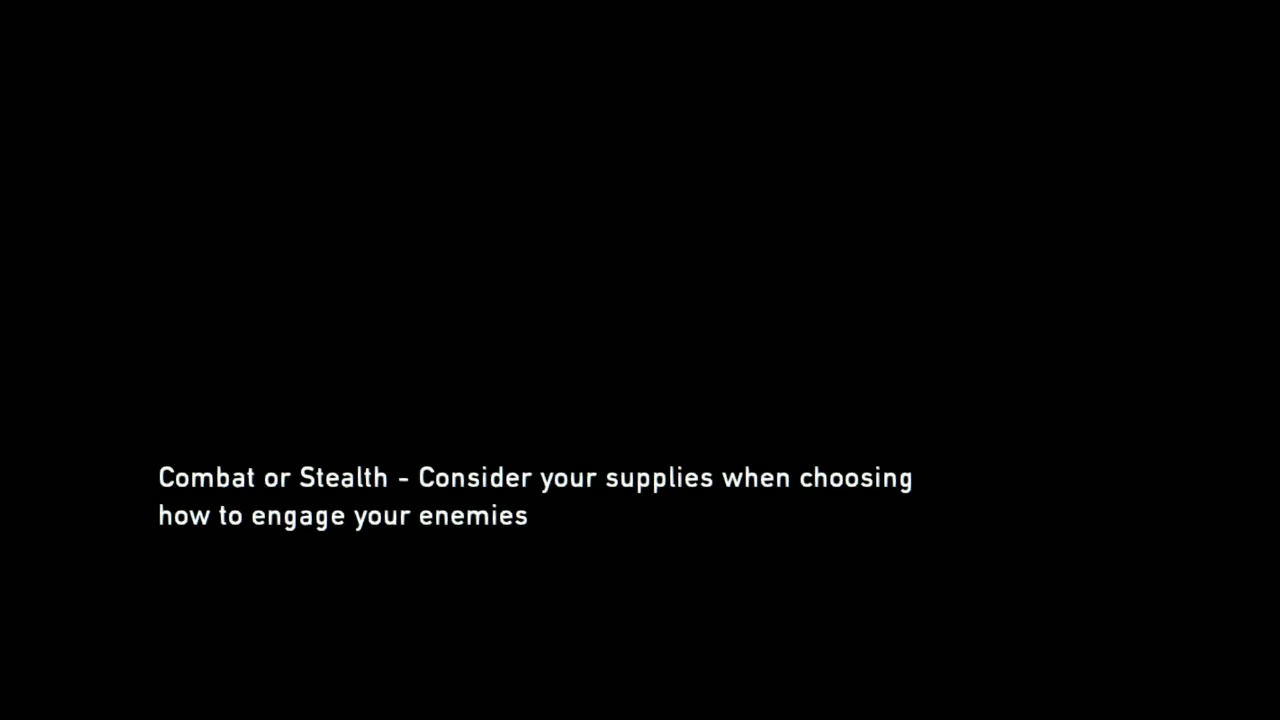 Combat or Stealth - Consider your supplies when choosing
how to engage your enemies